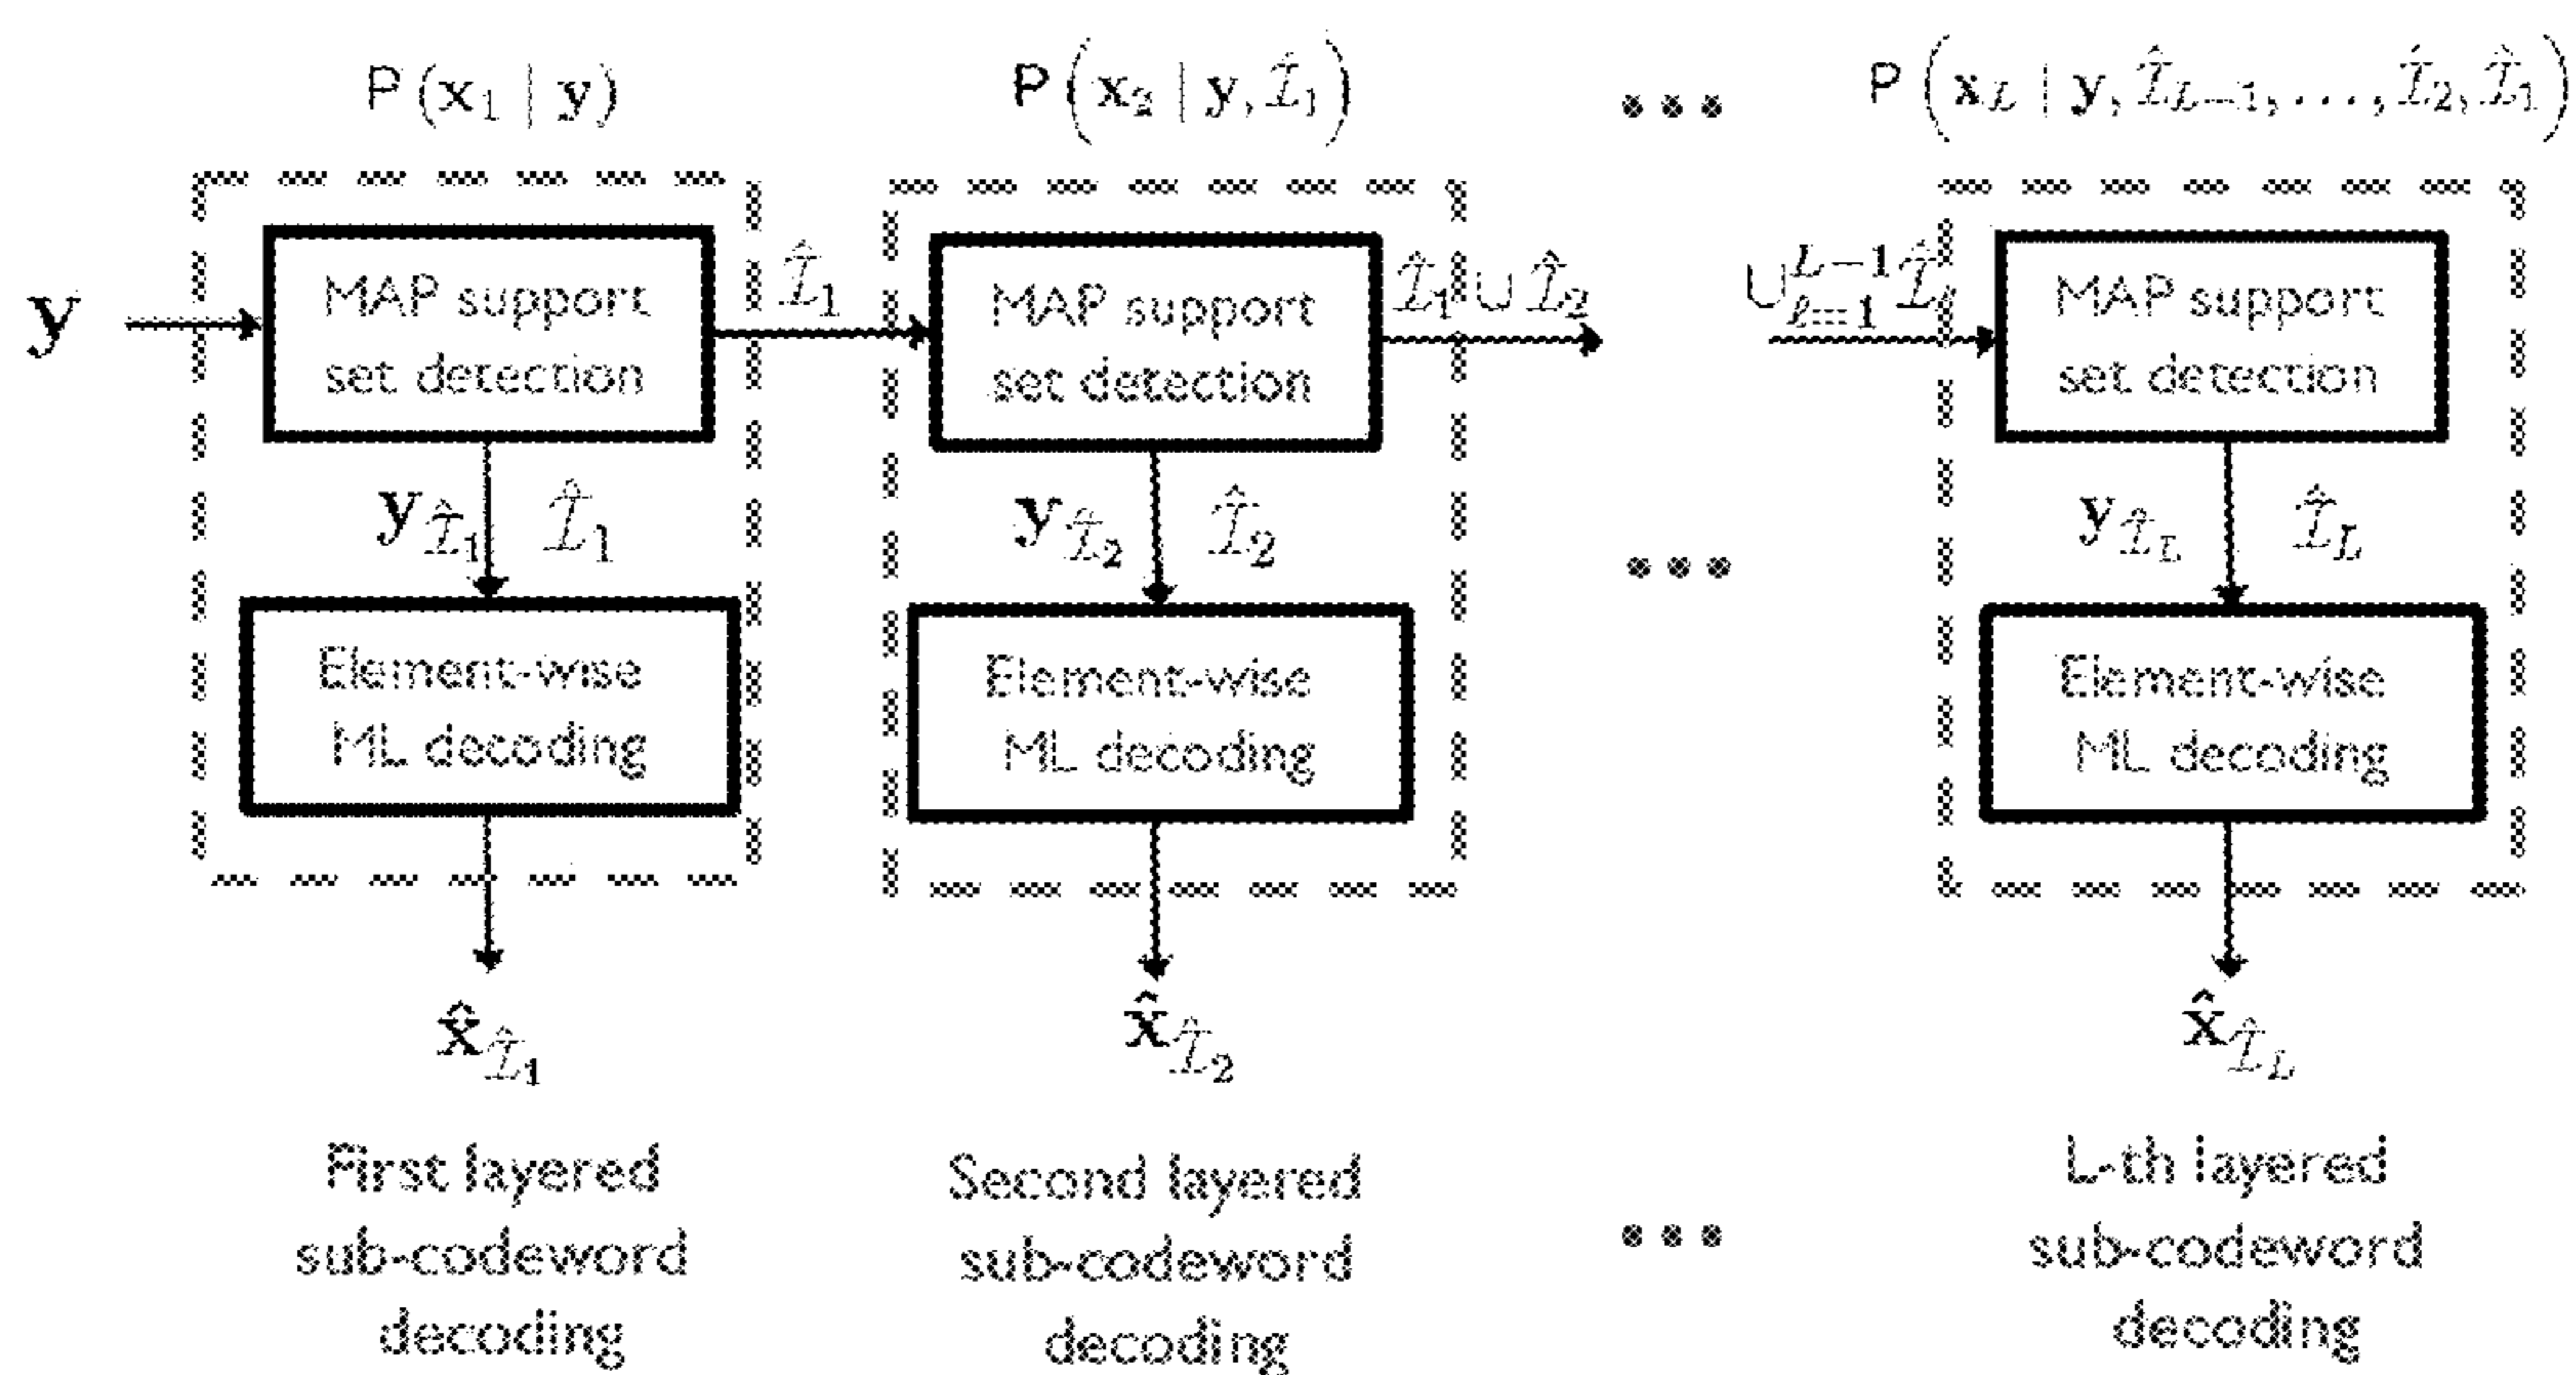 P(x₁ | y)
P(x₂ | y, Î₁)
•••
P(x_L | y, Î_{L−1}, …, Î₂, Î₁)
y
MAP support
set detection
Î₁
MAP support
set detection
Î₁ ∪ Î₂
∪_{ℓ=1}^{L−1} Î
MAP support
set detection
y_{Î₁} Î₁
y_{Î₂} Î₂
•••
y_{Î_L} Î_L
Element-wise
ML decoding
Element-wise
ML decoding
Element-wise
ML decoding
x̂_{Î₁}
x̂_{Î₂}
x̂_{Î_L}
First layered
sub-codeword
decoding
Second layered
sub-codeword
decoding
•••
L-th layered
sub-codeword
decoding